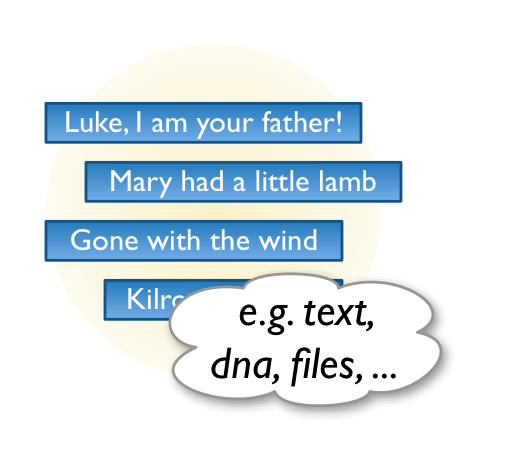 Luke, I am your father!
Mary had a little lamb
Gone with the wind
e.g. text,
dna, files, ...